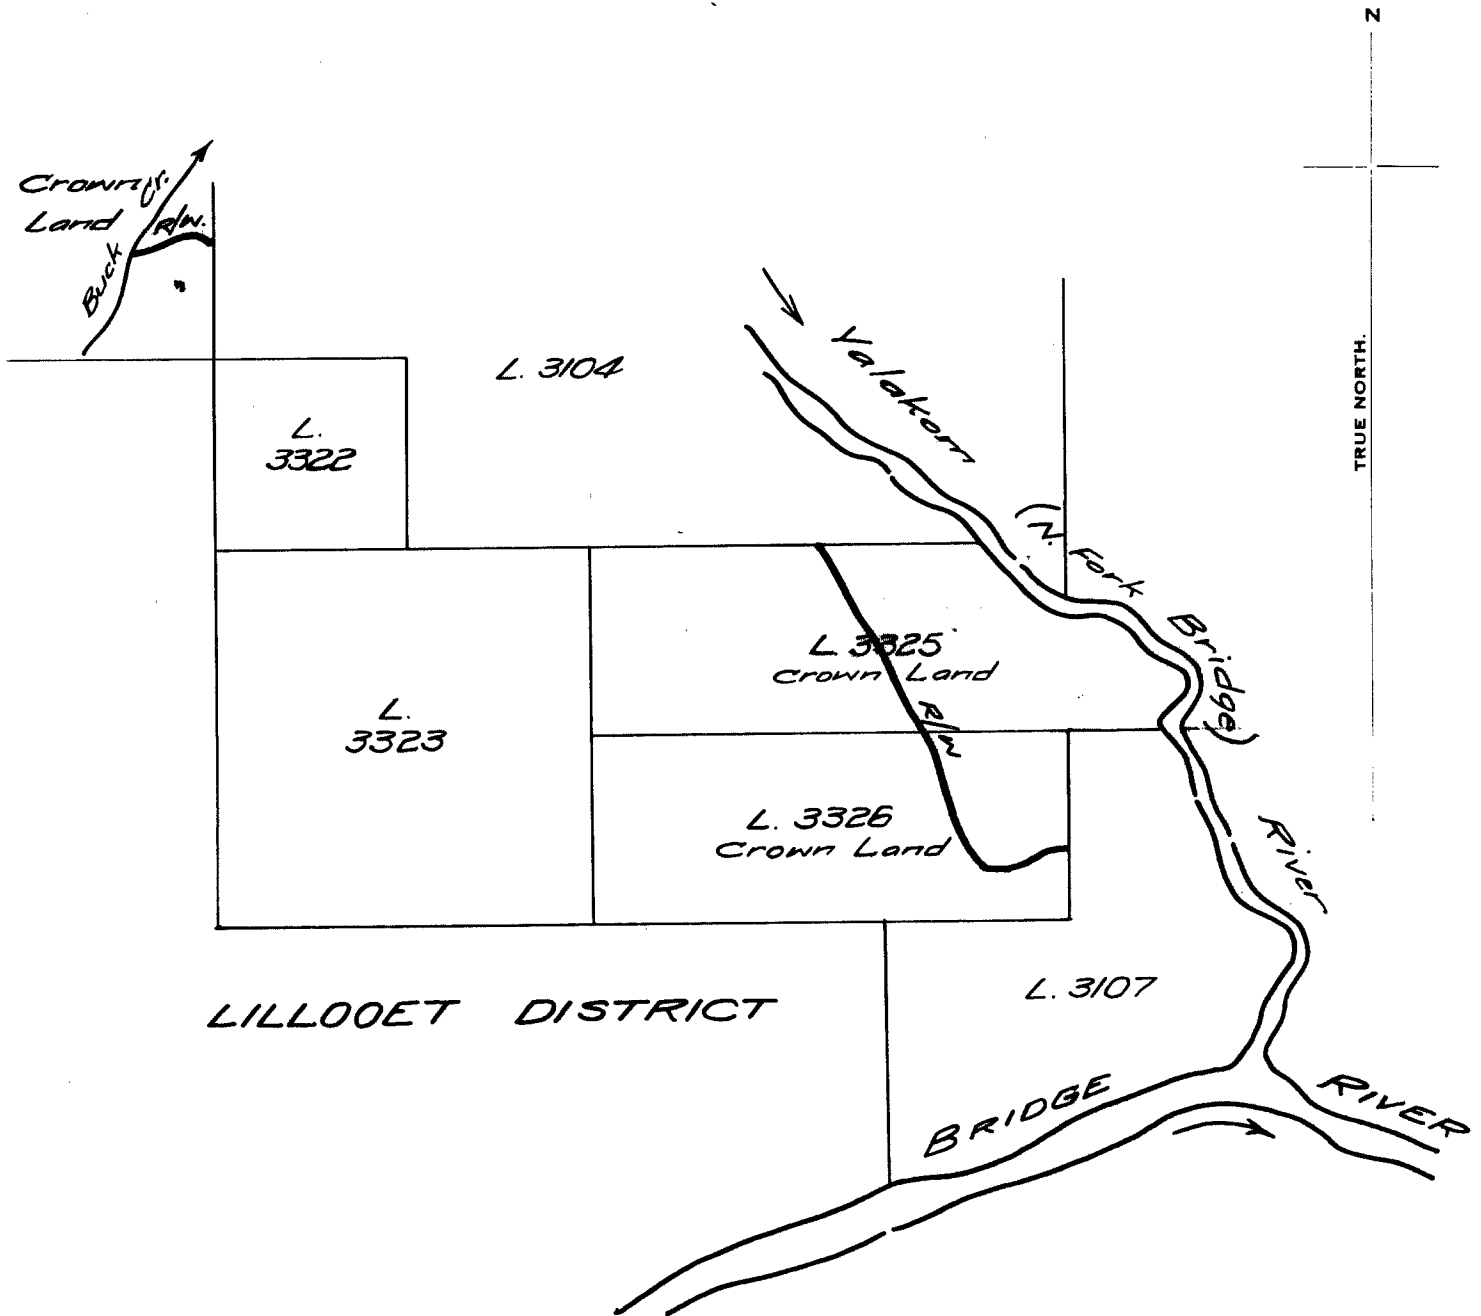 N
TRUE NORTH.
Crown
Land
Buck Cr.
R/W.
L. 3104
L.
3322
Yalakom
(N. Fork Bridge)
River
L. 3325
Crown Land
R/W
L.
3323
L. 3326
Crown Land
L. 3107
LILLOOET DISTRICT
BRIDGE RIVER